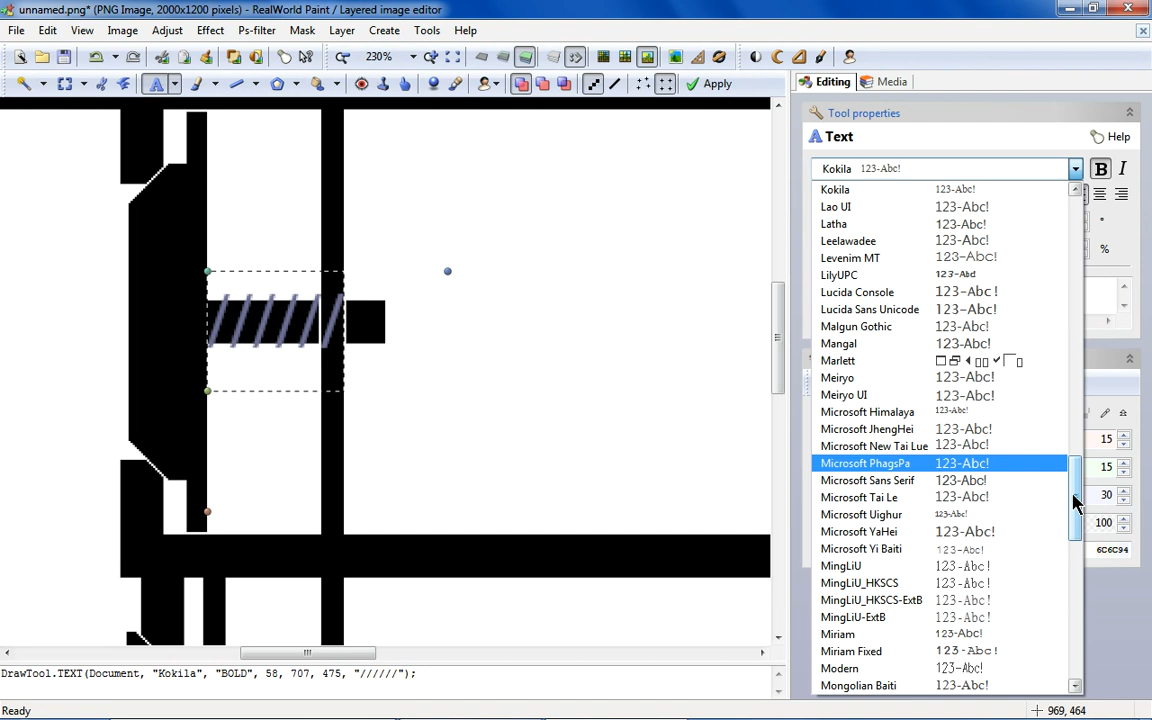 unnamed.png* (PNG Image, 2000x1200 pixels) - RealWorld Paint / Layered image editor
File Edit View Image Adjust Effect Ps-filter Mask Layer Create Tools Help
230%
A Apply
Editing Media
Tool properties
A Text Help
Kokila 123-Abc! B I
Kokila 123-Abc!
Lao UI 123-Abc!
Latha 123-Abc!
Leelawadee 123-Abc!
Levenim MT 123-Abc!
LilyUPC 123-Abd
Lucida Console 123-Abc!
Lucida Sans Unicode 123-Abc!
Malgun Gothic 123-Abc!
Mangal 123-Abc!
Marlett
Meiryo 123-Abc!
Meiryo UI 123-Abc!
Microsoft Himalaya 123-Abc!
Microsoft JhengHei 123-Abc!
Microsoft New Tai Lue 123-Abc!
Microsoft PhagsPa 123-Abc!
Microsoft Sans Serif 123-Abc!
Microsoft Tai Le 123-Abc!
Microsoft Uighur 123-Abc!
Microsoft YaHei 123-Abc!
Microsoft Yi Baiti 123-Abc!
MingLiU 123-Abc!
MingLiU_HKSCS 123-Abc!
MingLiU_HKSCS-ExtB 123-Abc!
MingLiU-ExtB 123-Abc!
Miriam 123-Abc!
Miriam Fixed 123-Abc!
Modern 123-Abc!
Mongolian Baiti 123-Abc!
°
%
15
15
30
100
6C6C94
//////
DrawTool.TEXT(Document, "Kokila", "BOLD", 58, 707, 475, "//////");
Ready
969, 464